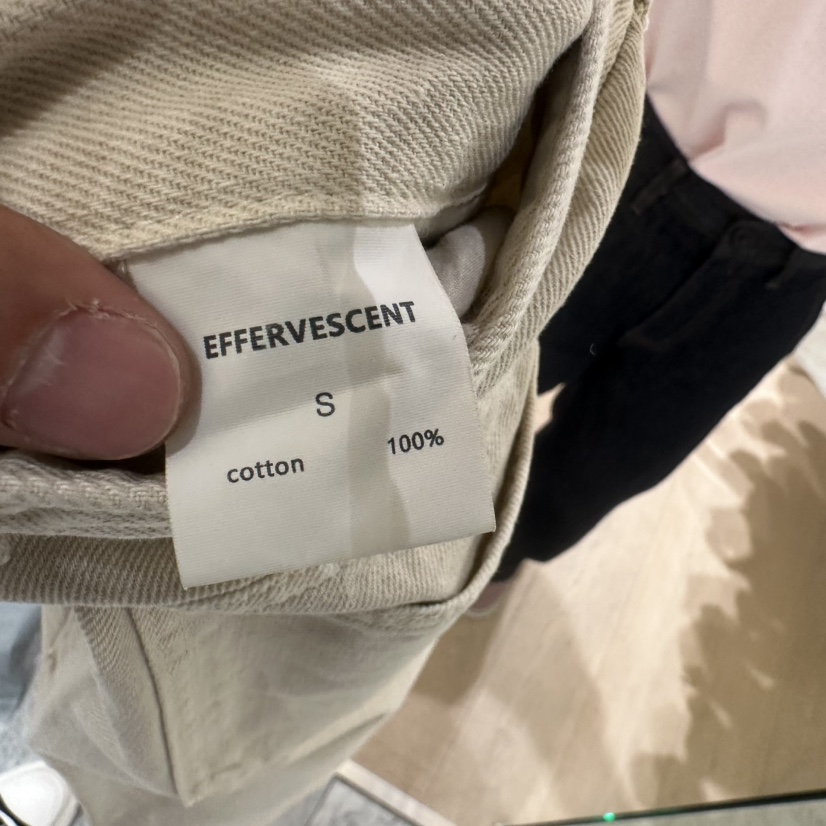 EFFERVESCENT
S
cotton 100%